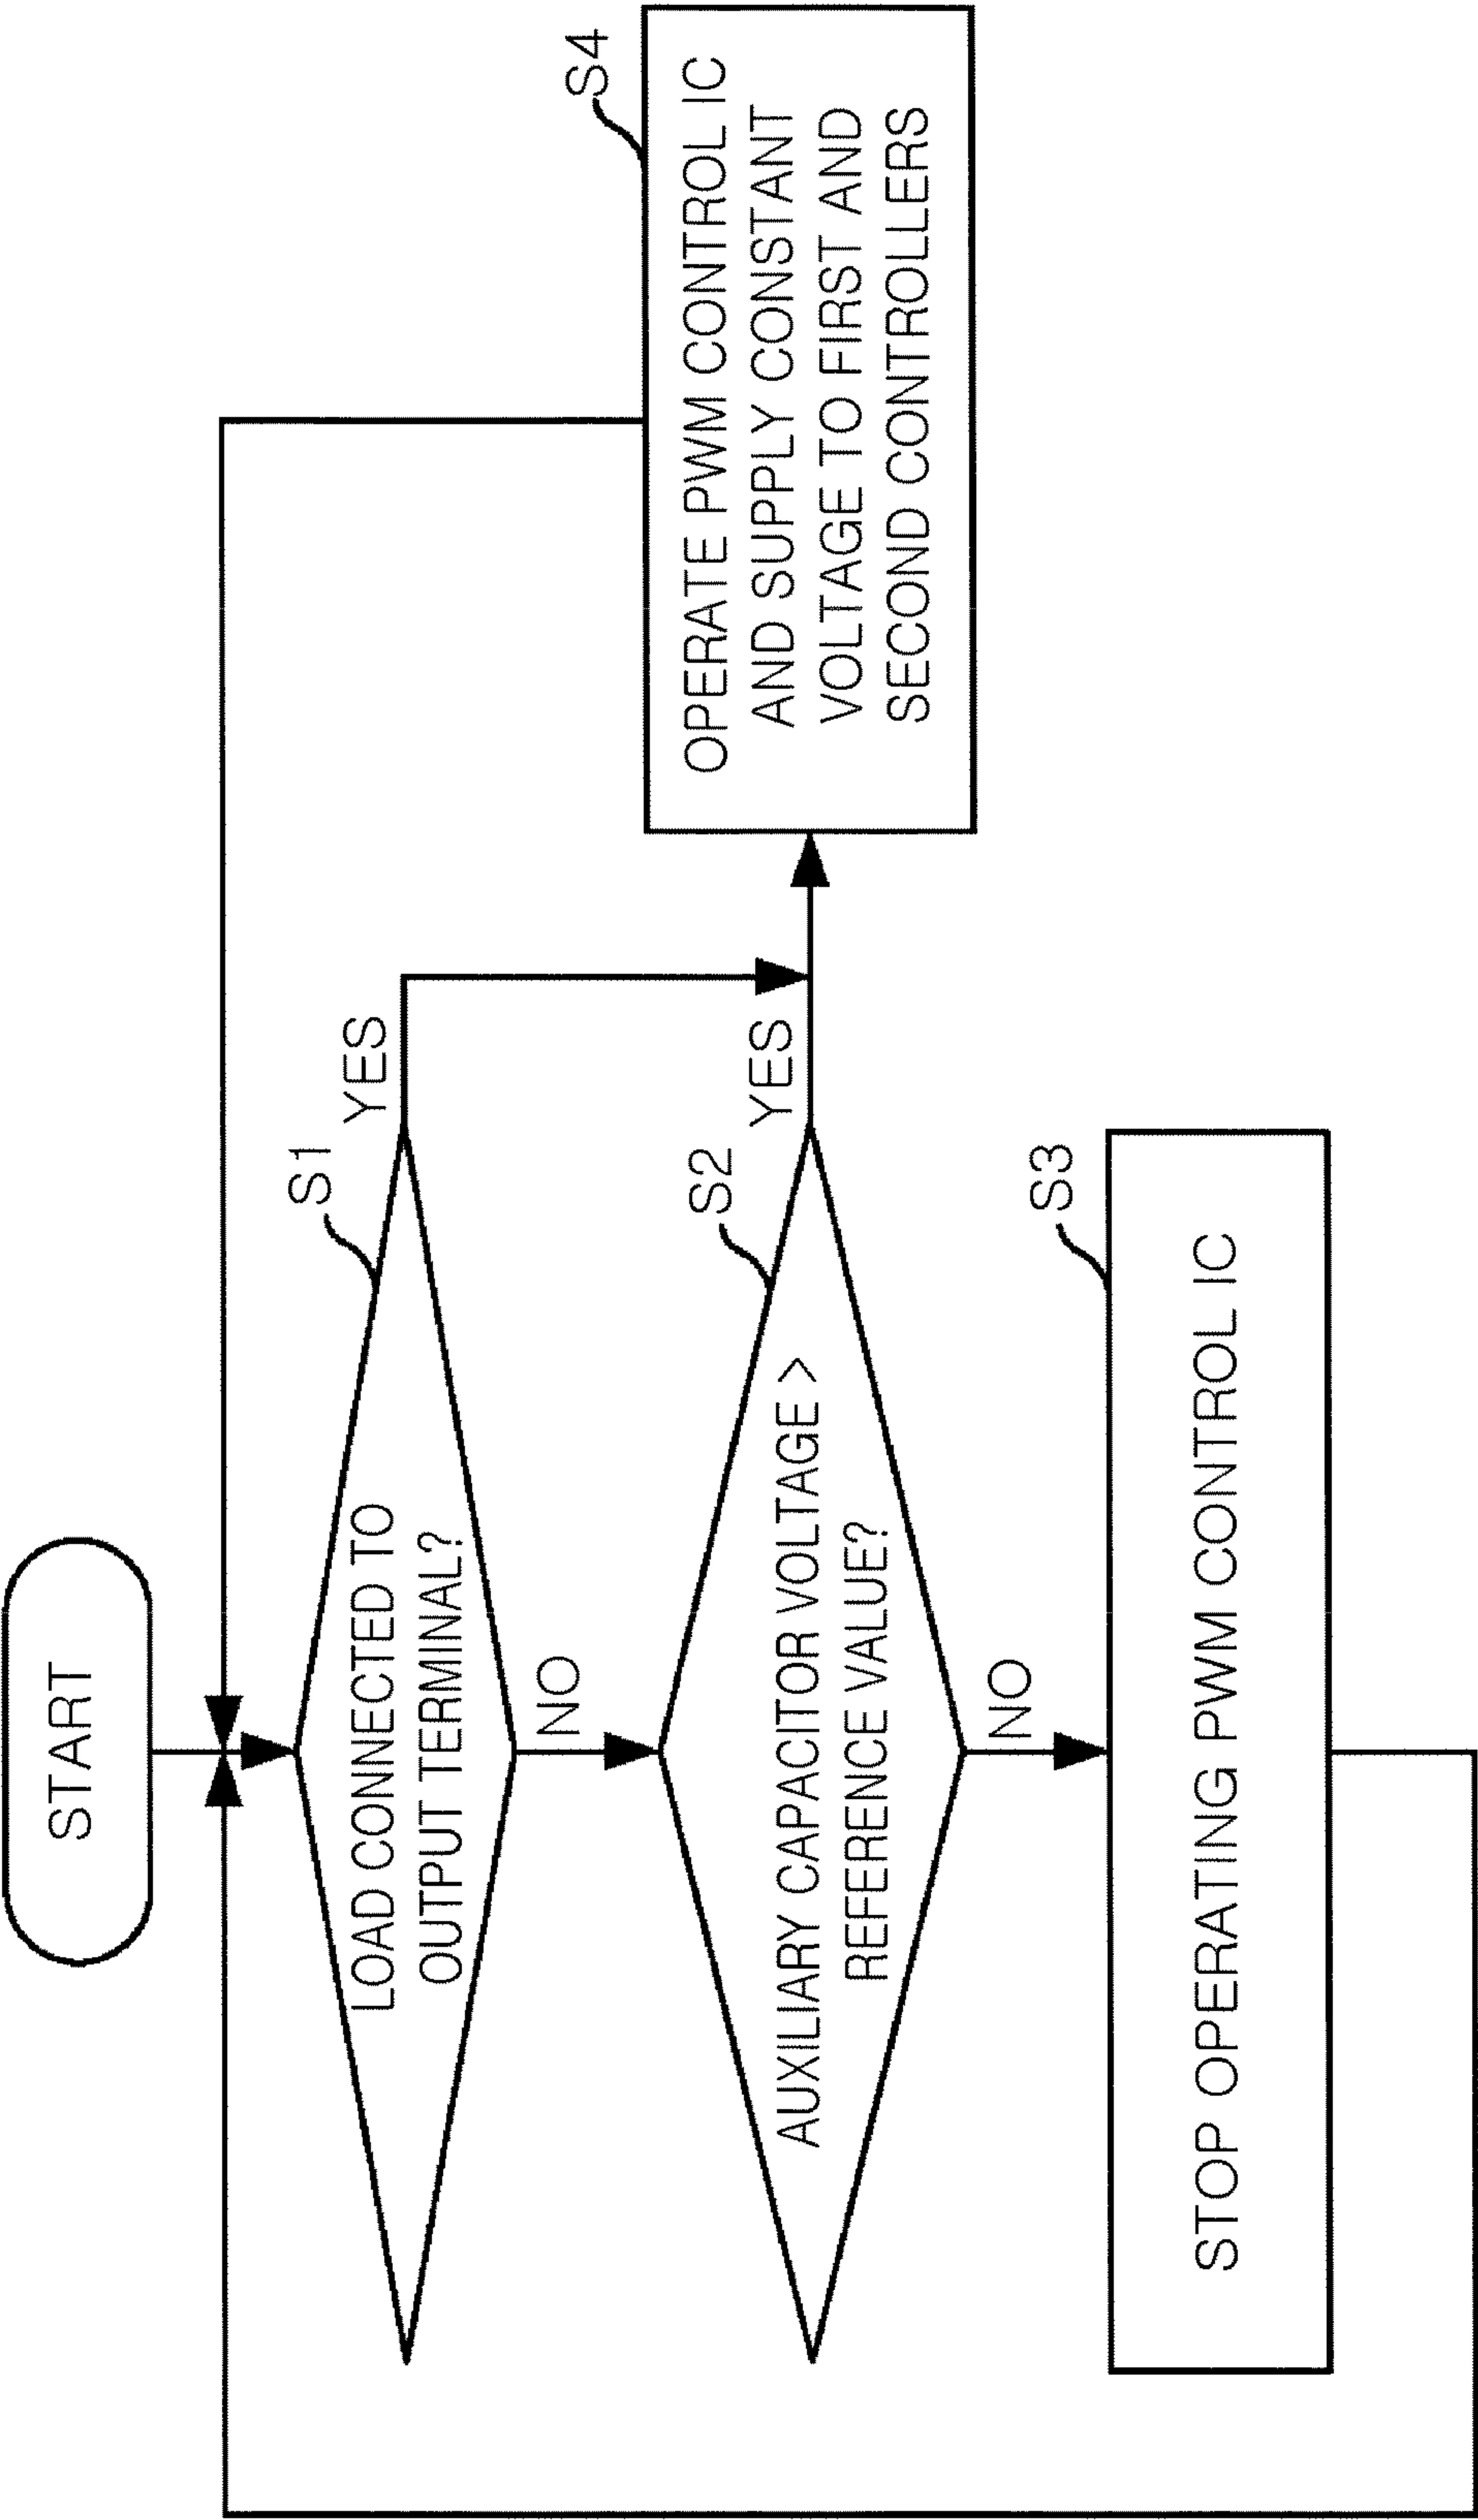 START
S1
LOAD CONNECTED TO
OUTPUT TERMINAL?
YES
NO
S2
AUXILIARY CAPACITOR VOLTAGE >
REFERENCE VALUE?
YES
NO
S3
STOP OPERATING PWM CONTROL IC
S4
OPERATE PWM CONTROL IC
AND SUPPLY CONSTANT
VOLTAGE TO FIRST AND
SECOND CONTROLLERS